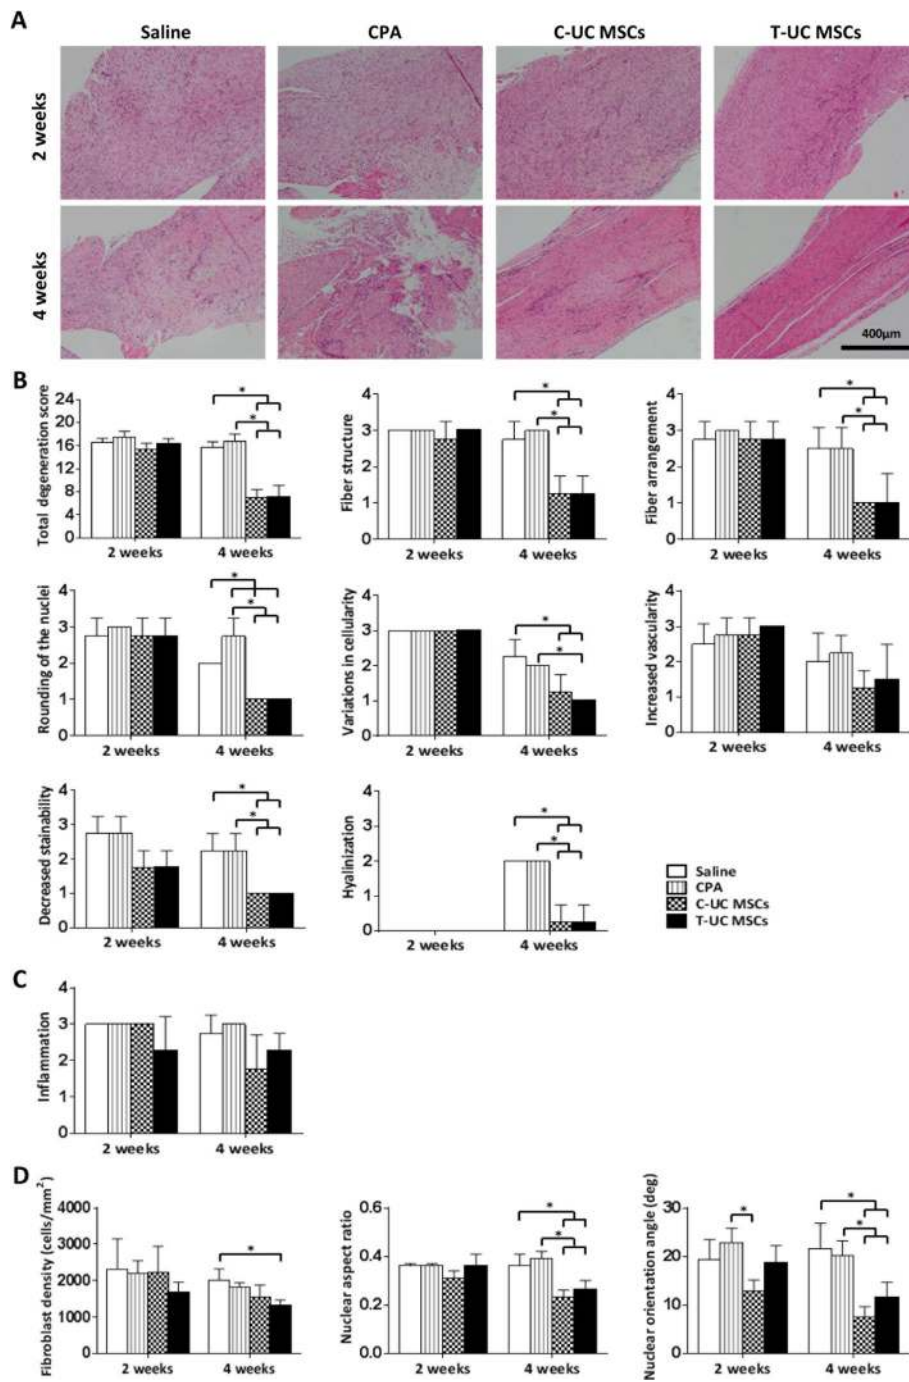 A
Saline CPA C-UC MSCs T-UC MSCs
2 weeks
4 weeks
400µm
B
Total degeneration score
24
20
16
12
8
4
0
2 weeks 4 weeks
* *
Fiber structure
4
3
2
1
0
2 weeks 4 weeks
* *
Fiber arrangement
4
3
2
1
0
2 weeks 4 weeks
* *
Rounding of the nuclei
4
3
2
1
0
2 weeks 4 weeks
* *
Variations in cellularity
4
3
2
1
0
2 weeks 4 weeks
* *
Increased vascularity
4
3
2
1
0
2 weeks 4 weeks
Decreased stainability
4
3
2
1
0
2 weeks 4 weeks
* *
Hyalinization
4
3
2
1
0
2 weeks 4 weeks
* *
Saline
CPA
C-UC MSCs
T-UC MSCs
C
Inflammation
4
3
2
1
0
2 weeks 4 weeks
D
Fibroblast density (cells/mm²)
4000
3000
2000
1000
0
2 weeks 4 weeks
*
Nuclear aspect ratio
0.6
0.4
0.2
0.0
2 weeks 4 weeks
* *
Nuclear orientation angle (deg)
30
20
10
0
2 weeks 4 weeks
* * *